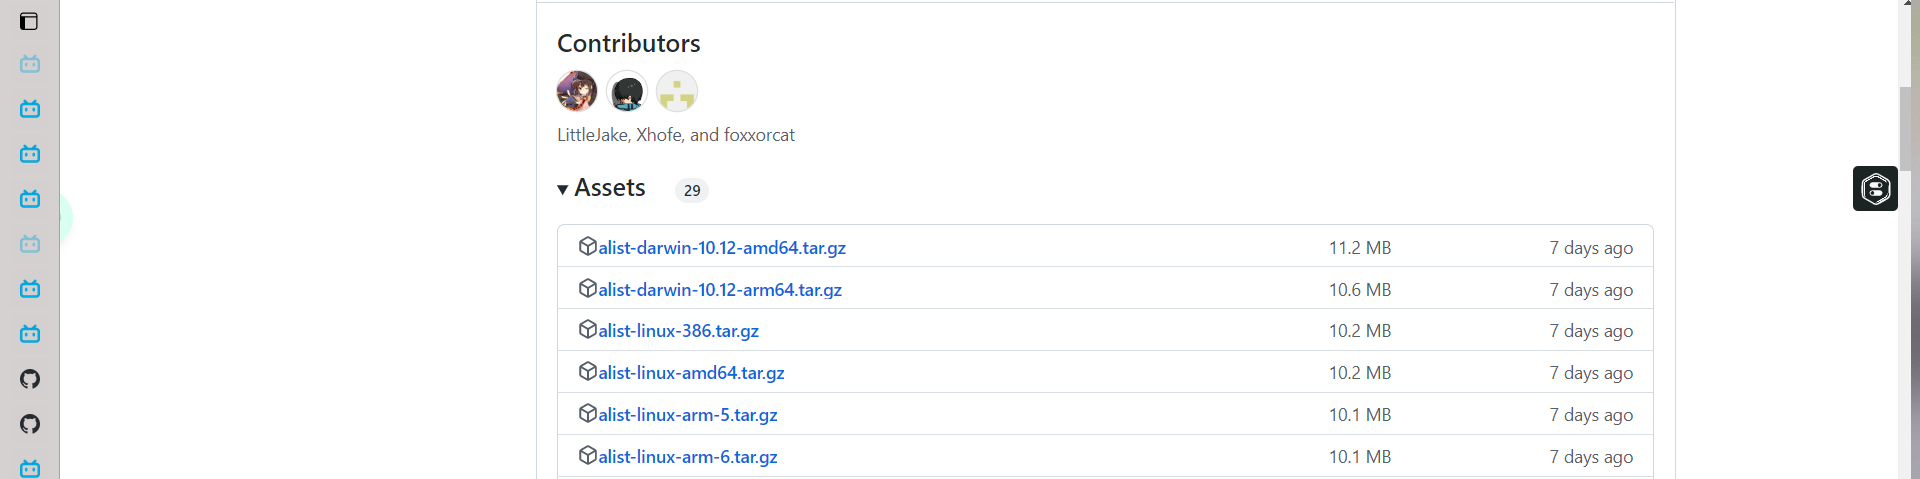 Contributors
LittleJake, Xhofe, and foxxorcat
Assets 29
alist-darwin-10.12-amd64.tar.gz 11.2 MB 7 days ago
alist-darwin-10.12-arm64.tar.gz 10.6 MB 7 days ago
alist-linux-386.tar.gz 10.2 MB 7 days ago
alist-linux-amd64.tar.gz 10.2 MB 7 days ago
alist-linux-arm-5.tar.gz 10.1 MB 7 days ago
alist-linux-arm-6.tar.gz 10.1 MB 7 days ago